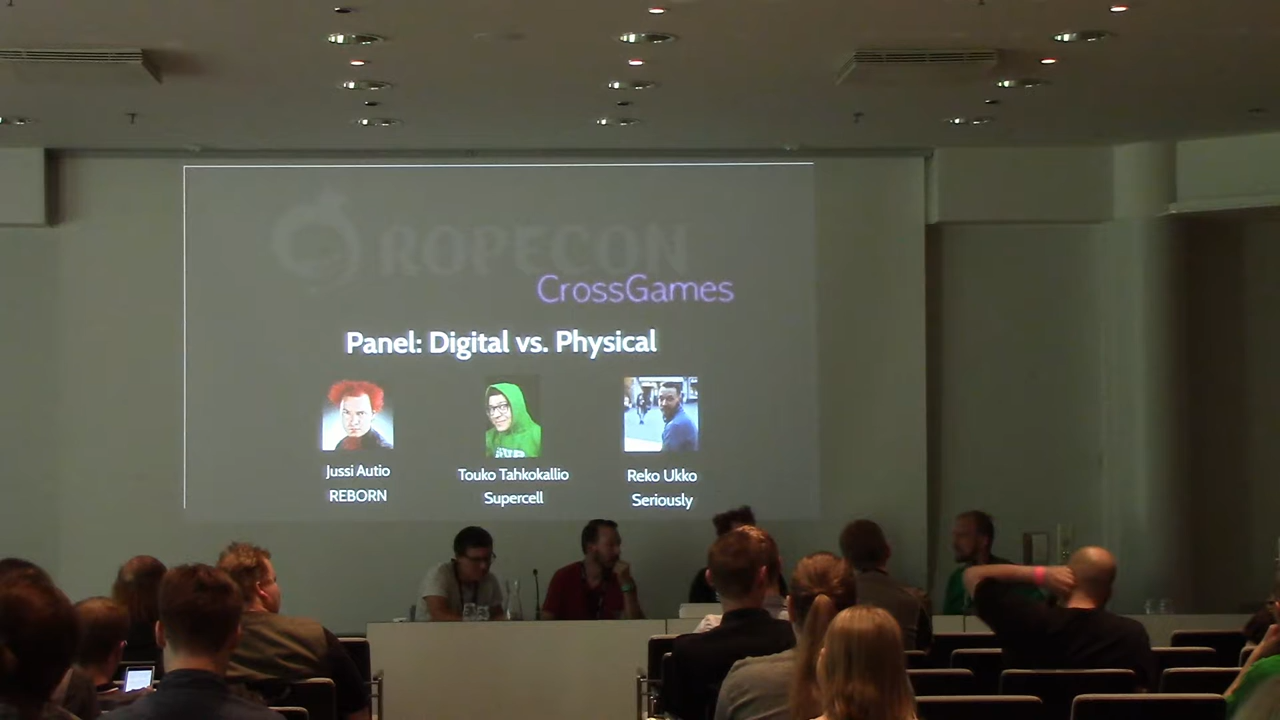 ROPECON
CrossGames
Panel: Digital vs. Physical
Jussi Autio
REBORN
Touko Tahkokallio
Supercell
Reko Ukko
Seriously